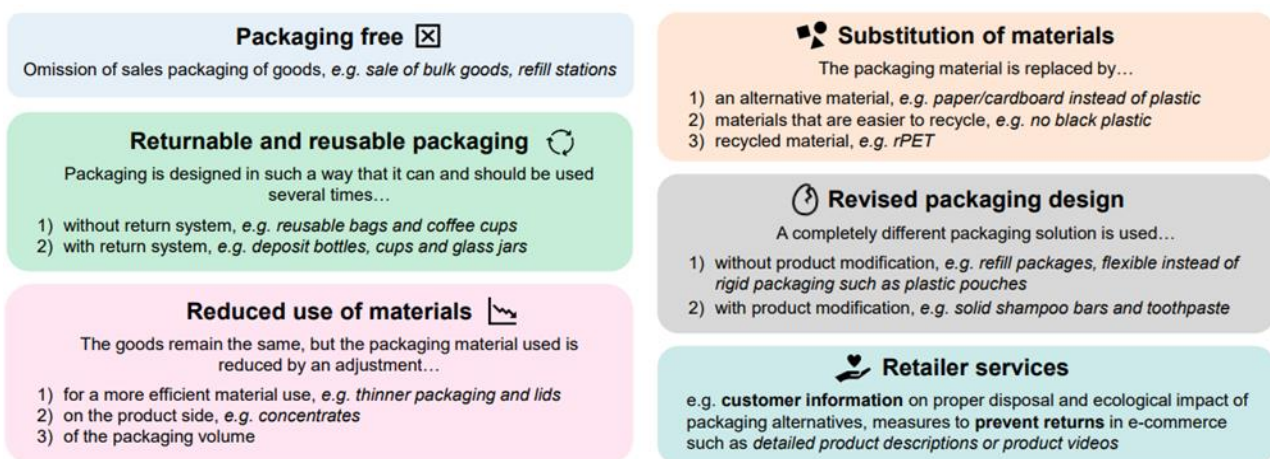 Packaging free
Omission of sales packaging of goods, e.g. sale of bulk goods, refill stations
Returnable and reusable packaging
Packaging is designed in such a way that it can and should be used
several times…
1) without return system, e.g. reusable bags and coffee cups
2) with return system, e.g. deposit bottles, cups and glass jars
Reduced use of materials
The goods remain the same, but the packaging material used is
reduced by an adjustment…
1) for a more efficient material use, e.g. thinner packaging and lids
2) on the product side, e.g. concentrates
3) of the packaging volume
Substitution of materials
The packaging material is replaced by…
1) an alternative material, e.g. paper/cardboard instead of plastic
2) materials that are easier to recycle, e.g. no black plastic
3) recycled material, e.g. rPET
Revised packaging design
A completely different packaging solution is used…
1) without product modification, e.g. refill packages, flexible instead of
rigid packaging such as plastic pouches
2) with product modification, e.g. solid shampoo bars and toothpaste
Retailer services
e.g. customer information on proper disposal and ecological impact of
packaging alternatives, measures to prevent returns in e-commerce
such as detailed product descriptions or product videos